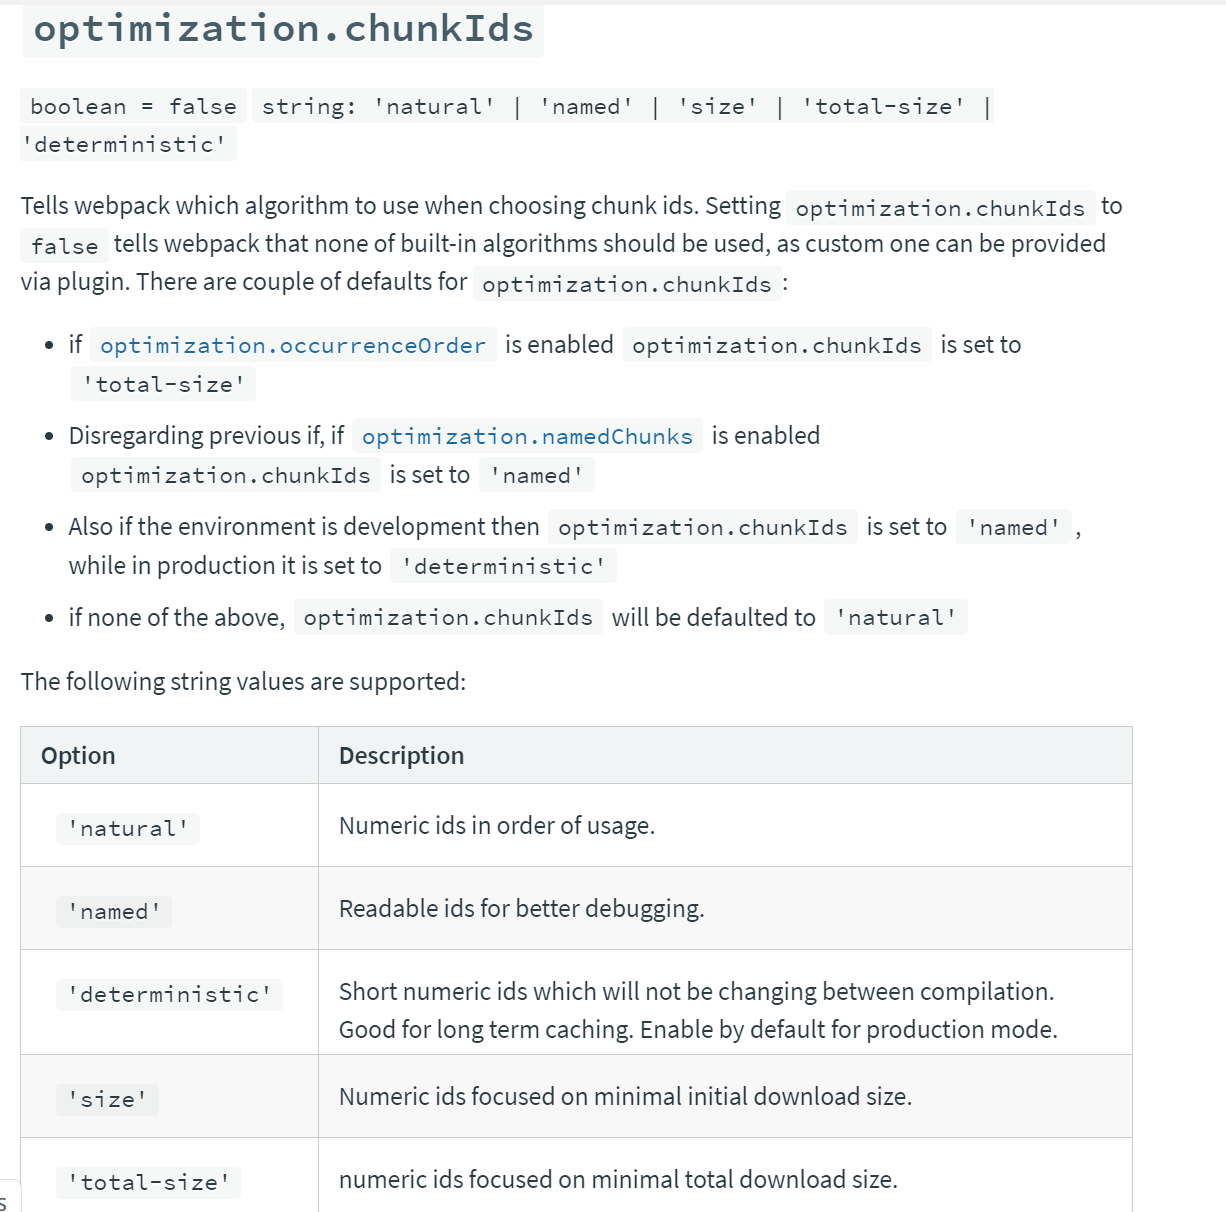 optimization.chunkIds
boolean = false string: 'natural' | 'named' | 'size' | 'total-size' |
'deterministic'
Tells webpack which algorithm to use when choosing chunk ids. Setting optimization.chunkIds to
false tells webpack that none of built-in algorithms should be used, as custom one can be provided
via plugin. There are couple of defaults for optimization.chunkIds :
• if optimization.occurrenceOrder is enabled optimization.chunkIds is set to
'total-size'
• Disregarding previous if, if optimization.namedChunks is enabled
optimization.chunkIds is set to 'named'
• Also if the environment is development then optimization.chunkIds is set to 'named' ,
while in production it is set to 'deterministic'
• if none of the above, optimization.chunkIds will be defaulted to 'natural'
The following string values are supported:
Option Description
'natural' Numeric ids in order of usage.
'named' Readable ids for better debugging.
'deterministic' Short numeric ids which will not be changing between compilation.
Good for long term caching. Enable by default for production mode.
'size' Numeric ids focused on minimal initial download size.
'total-size' numeric ids focused on minimal total download size.
s